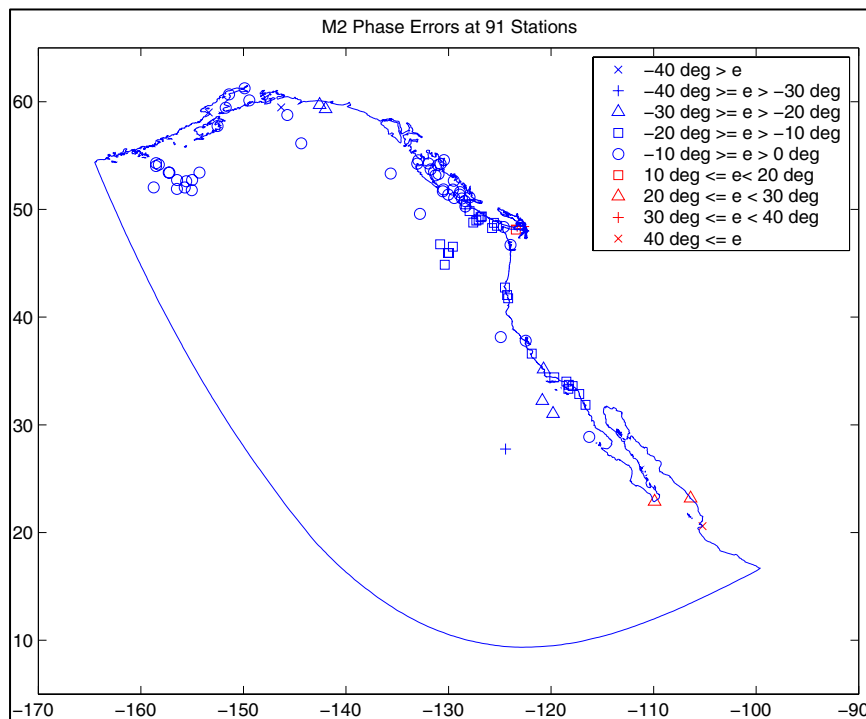 M2 Phase Errors at 91 Stations
−40 deg > e
−40 deg >= e > −30 deg
−30 deg >= e > −20 deg
−20 deg >= e > −10 deg
−10 deg >= e > 0 deg
10 deg <= e< 20 deg
20 deg <= e < 30 deg
30 deg <= e < 40 deg
40 deg <= e
60
50
40
30
20
10
−170
−160
−150
−140
−130
−120
−110
−100
−90